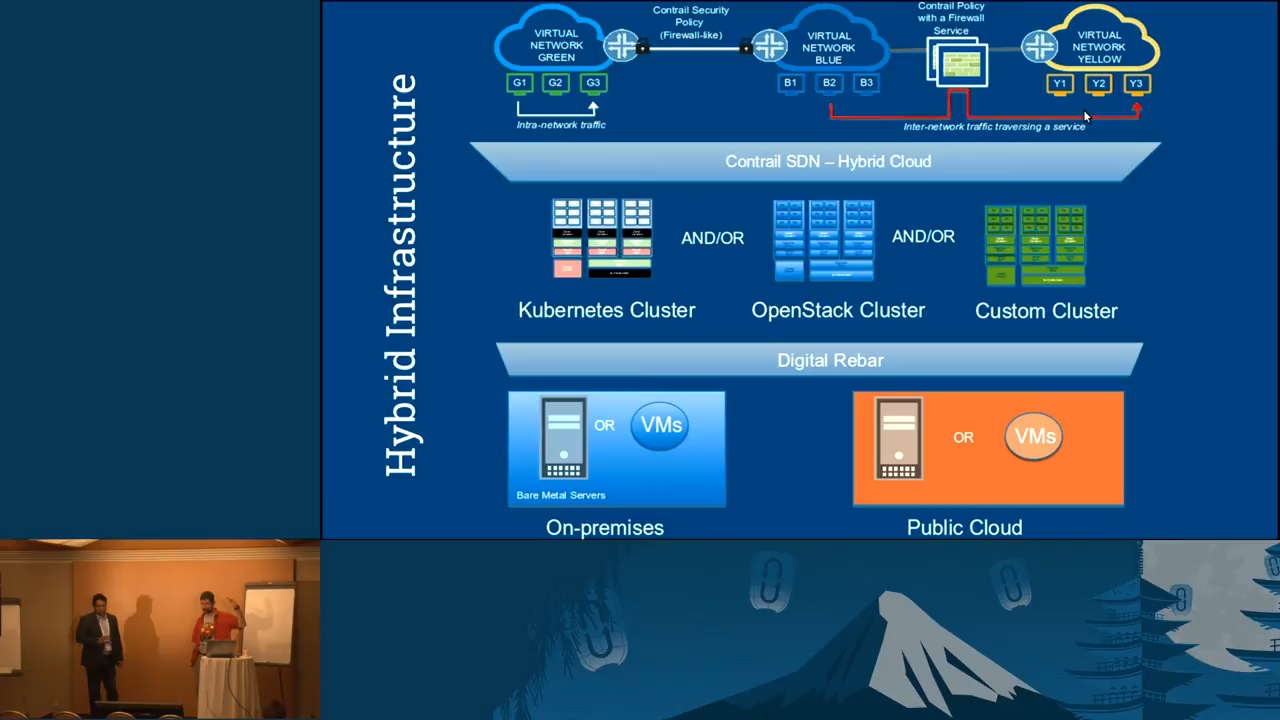 Hybrid Infrastructure
Contrail Security
Policy
(Firewall-like)
Contrail Policy
with a Firewall
Service
VIRTUAL
NETWORK
GREEN
VIRTUAL
NETWORK
BLUE
VIRTUAL
NETWORK
YELLOW
G1 G2 G3
B1 B2 B3
Y1 Y2 Y3
Intra-network traffic
Inter-network traffic traversing a service
Contrail SDN – Hybrid Cloud
AND/OR
AND/OR
Kubernetes Cluster
OpenStack Cluster
Custom Cluster
Digital Rebar
OR
VMs
Bare Metal Servers
OR
VMs
On-premises
Public Cloud